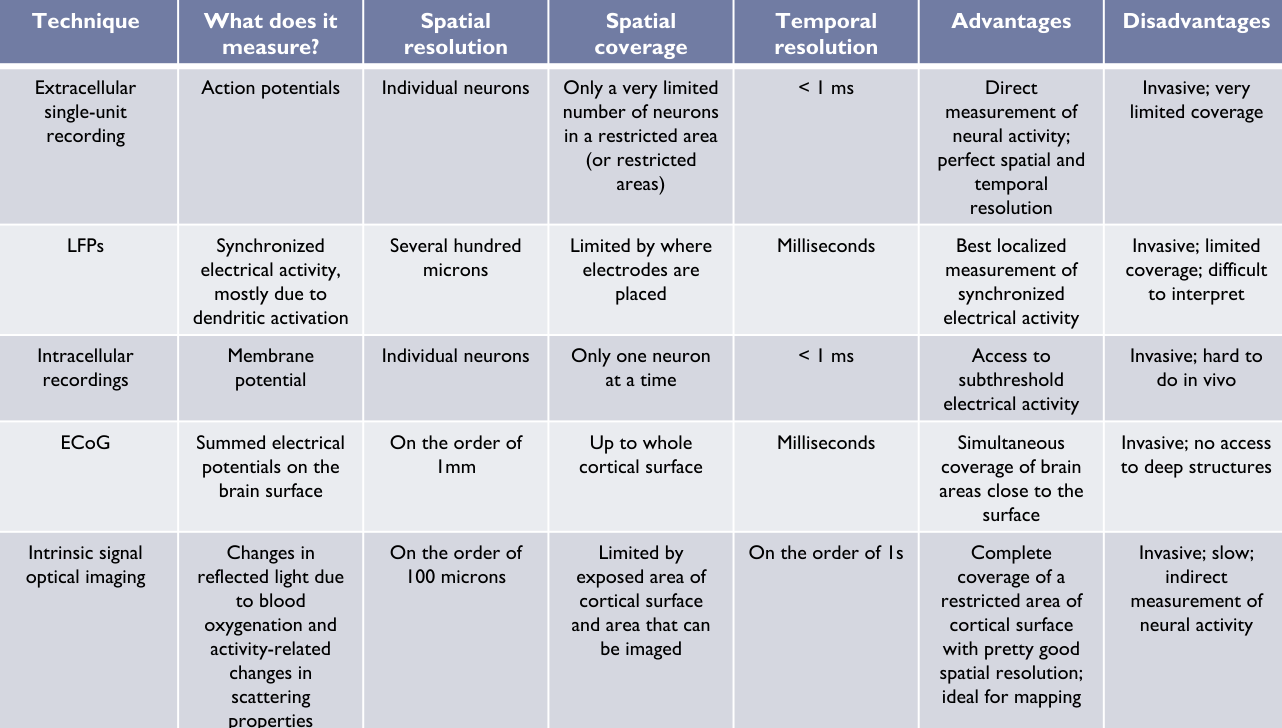 Technique
What does it
measure?
Spatial
resolution
Spatial
coverage
Temporal
resolution
Advantages
Disadvantages
Extracellular
single-unit
recording
Action potentials
Individual neurons
Only a very limited
number of neurons
in a restricted area
(or restricted
areas)
< 1 ms
Direct
measurement of
neural activity;
perfect spatial and
temporal
resolution
Invasive; very
limited coverage
LFPs
Synchronized
electrical activity,
mostly due to
dendritic activation
Several hundred
microns
Limited by where
electrodes are
placed
Milliseconds
Best localized
measurement of
synchronized
electrical activity
Invasive; limited
coverage; difficult
to interpret
Intracellular
recordings
Membrane
potential
Individual neurons
Only one neuron
at a time
< 1 ms
Access to
subthreshold
electrical activity
Invasive; hard to
do in vivo
ECoG
Summed electrical
potentials on the
brain surface
On the order of
1mm
Up to whole
cortical surface
Milliseconds
Simultaneous
coverage of brain
areas close to the
surface
Invasive; no access
to deep structures
Intrinsic signal
optical imaging
Changes in
reflected light due
to blood
oxygenation and
activity-related
changes in
scattering
properties
On the order of
100 microns
Limited by
exposed area of
cortical surface
and area that can
be imaged
On the order of 1s
Complete
coverage of a
restricted area of
cortical surface
with pretty good
spatial resolution;
ideal for mapping
Invasive; slow;
indirect
measurement of
neural activity